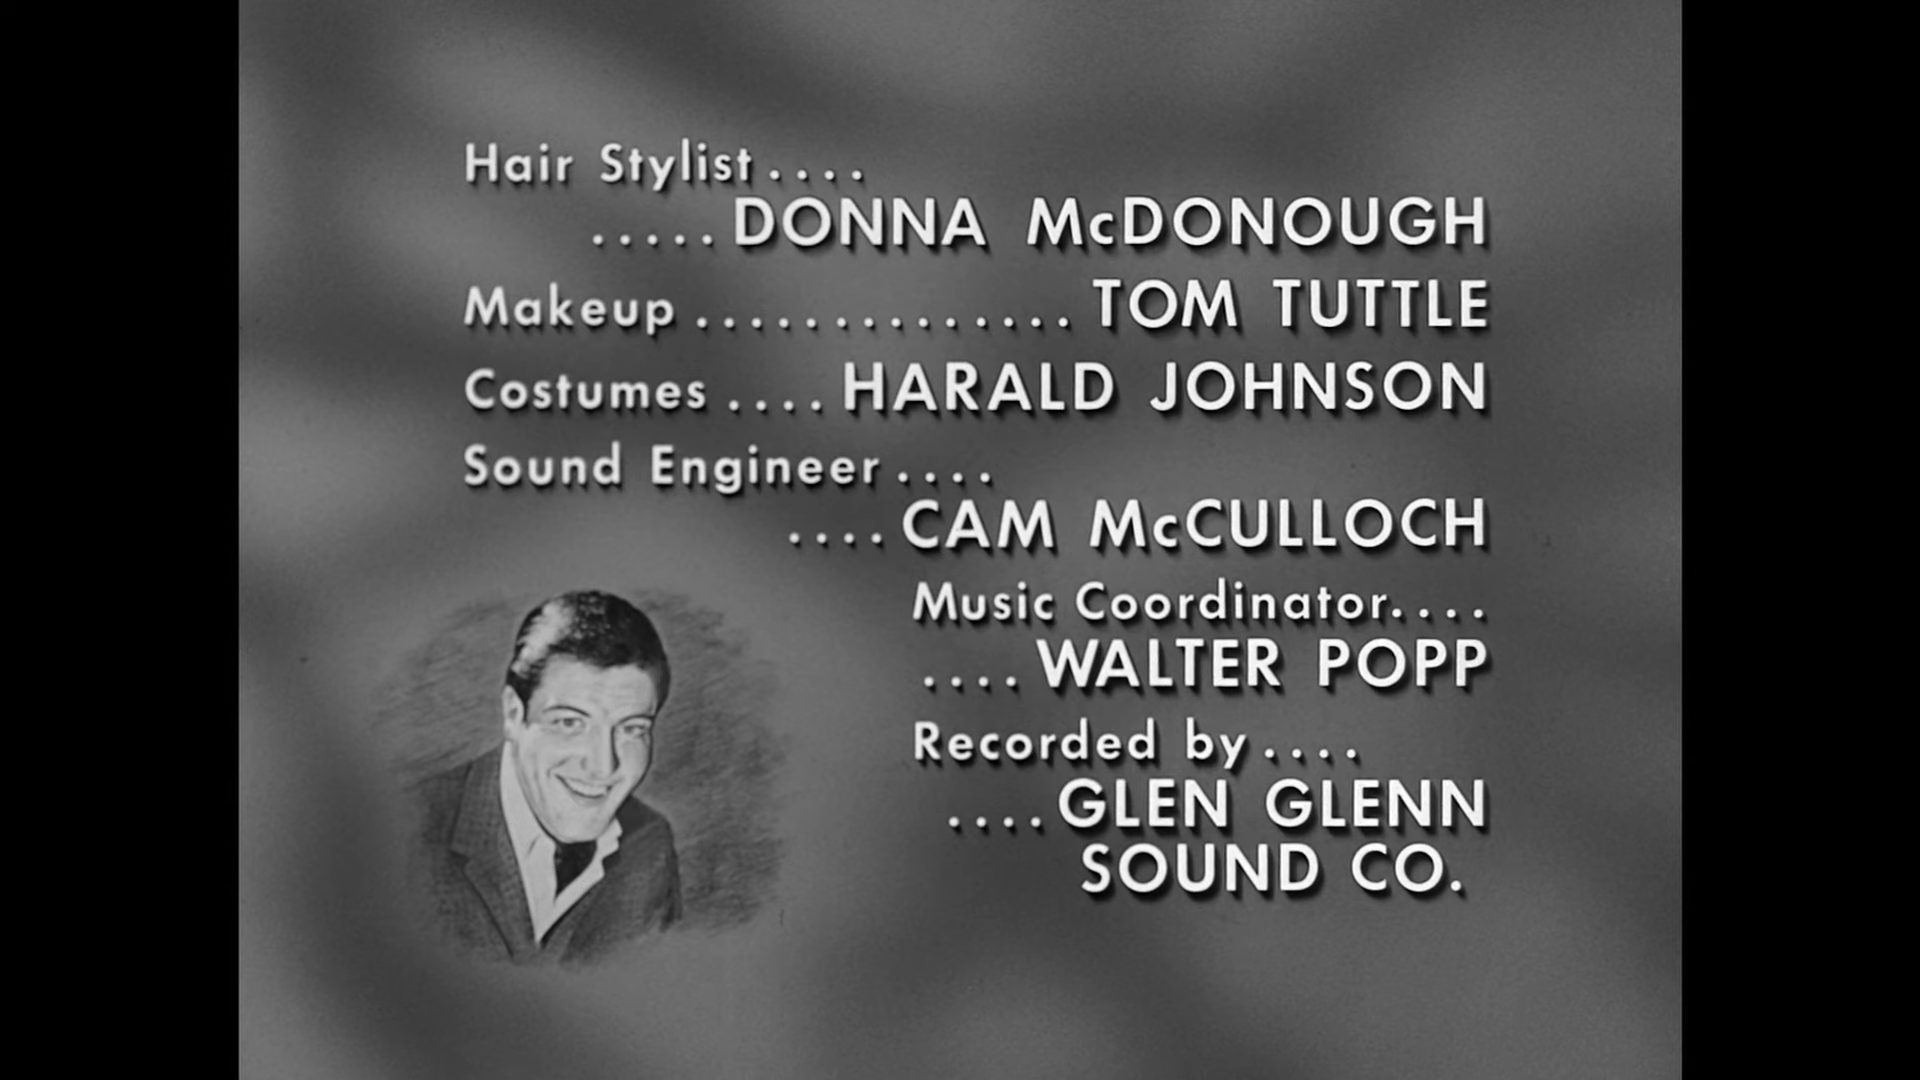 Hair Stylist....
.....DONNA McDONOUGH
Makeup..............TOM TUTTLE
Costumes....HARALD JOHNSON
Sound Engineer....
....CAM McCULLOCH
Music Coordinator....
....WALTER POPP
Recorded by....
....GLEN GLENN
SOUND CO.